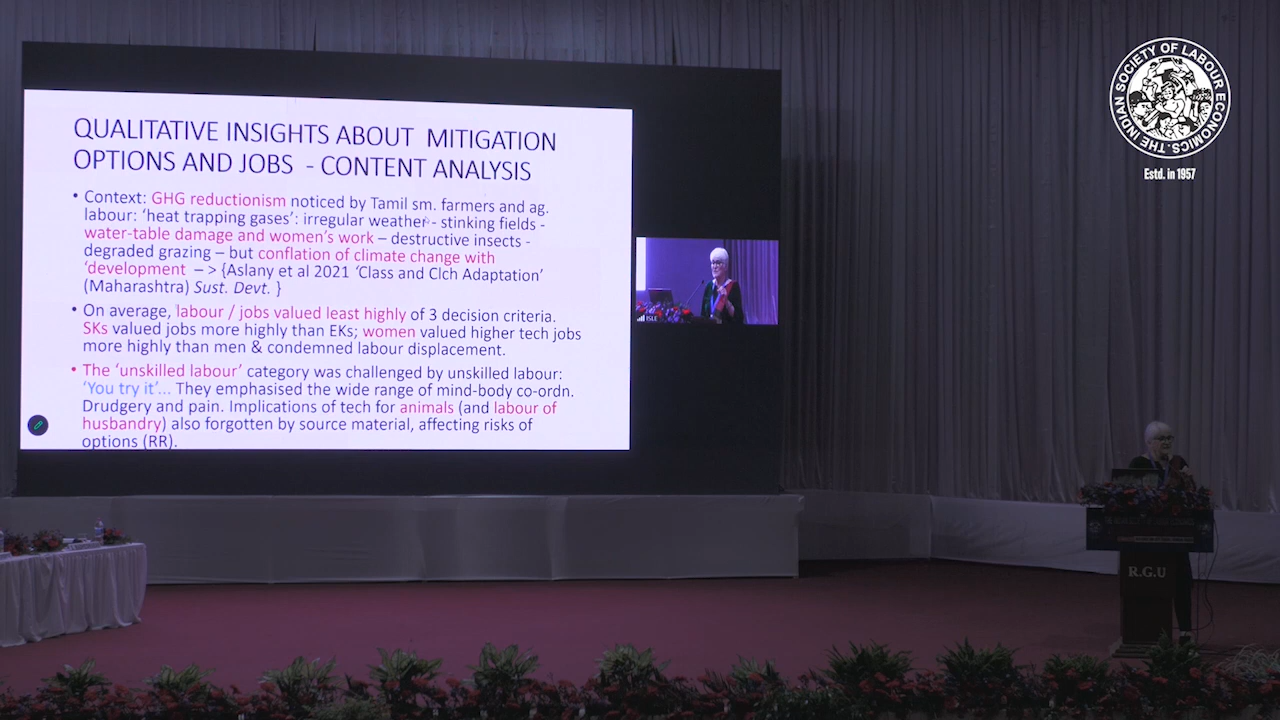 QUALITATIVE INSIGHTS ABOUT MITIGATION
OPTIONS AND JOBS - CONTENT ANALYSIS
• Context: GHG reductionism noticed by Tamil sm. farmers and ag.
labour: ‘heat trapping gases’: irregular weather - stinking fields -
water-table damage and women’s work – destructive insects -
degraded grazing – but conflation of climate change with
‘development – > {Aslany et al 2021 ‘Class and Clch Adaptation’
(Maharashtra) Sust. Devt. }
• On average, labour / jobs valued least highly of 3 decision criteria.
SKs valued jobs more highly than EKs; women valued higher tech jobs
more highly than men & condemned labour displacement.
• The ‘unskilled labour’ category was challenged by unskilled labour:
‘You try it’... They emphasised the wide range of mind-body co-ordn.
Drudgery and pain. Implications of tech for animals (and labour of
husbandry) also forgotten by source material, affecting risks of
options (RR).
ISLE
THE INDIAN SOCIETY OF LABOUR ECONOMICS.
Estd. in 1957
R.G.U